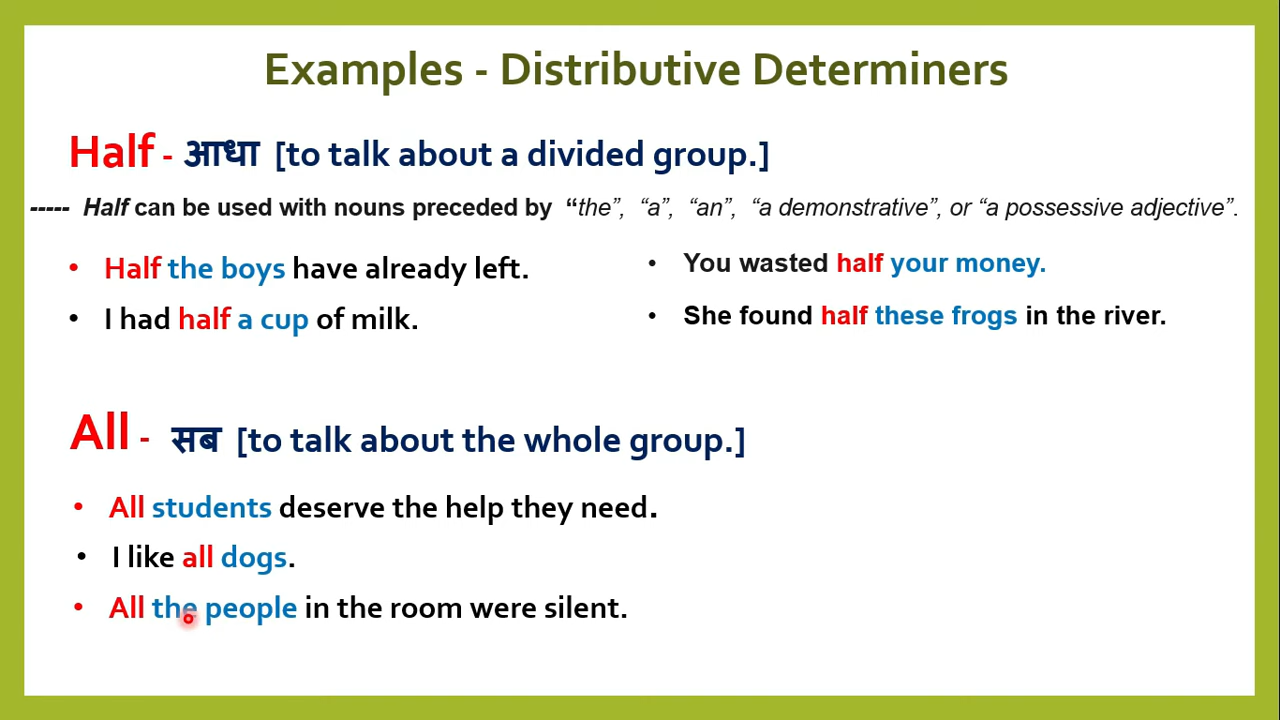 Examples - Distributive Determiners
Half - आधा [to talk about a divided group.]
----- Half can be used with nouns preceded by “the”, “a”, “an”, “a demonstrative”, or “a possessive adjective”.
• Half the boys have already left.
• I had half a cup of milk.
• You wasted half your money.
• She found half these frogs in the river.
All - सब [to talk about the whole group.]
• All students deserve the help they need.
• I like all dogs.
• All the people in the room were silent.